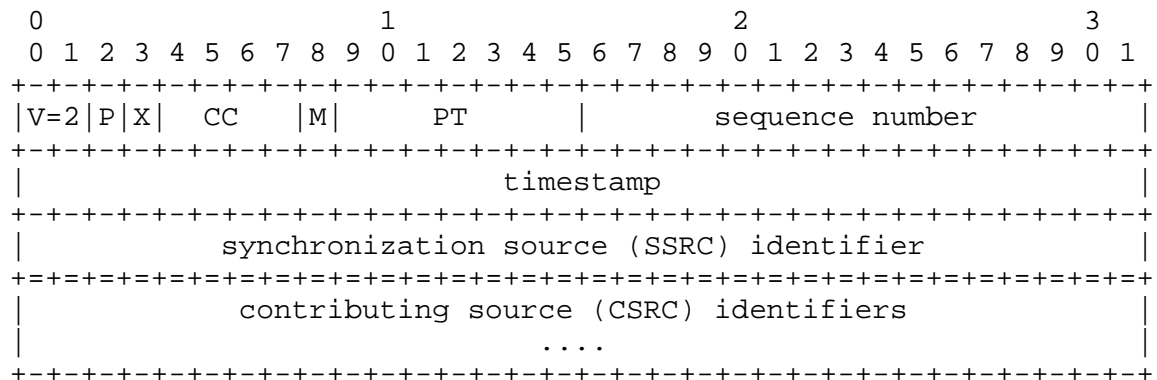 0                   1                   2                   3
 0 1 2 3 4 5 6 7 8 9 0 1 2 3 4 5 6 7 8 9 0 1 2 3 4 5 6 7 8 9 0 1
+-+-+-+-+-+-+-+-+-+-+-+-+-+-+-+-+-+-+-+-+-+-+-+-+-+-+-+-+-+-+-+-+
|V=2|P|X|  CC   |M|     PT      |       sequence number         |
+-+-+-+-+-+-+-+-+-+-+-+-+-+-+-+-+-+-+-+-+-+-+-+-+-+-+-+-+-+-+-+-+
|                           timestamp                           |
+-+-+-+-+-+-+-+-+-+-+-+-+-+-+-+-+-+-+-+-+-+-+-+-+-+-+-+-+-+-+-+-+
|           synchronization source (SSRC) identifier            |
+=+=+=+=+=+=+=+=+=+=+=+=+=+=+=+=+=+=+=+=+=+=+=+=+=+=+=+=+=+=+=+=+
|            contributing source (CSRC) identifiers             |
|                             ....                              |
+-+-+-+-+-+-+-+-+-+-+-+-+-+-+-+-+-+-+-+-+-+-+-+-+-+-+-+-+-+-+-+-+